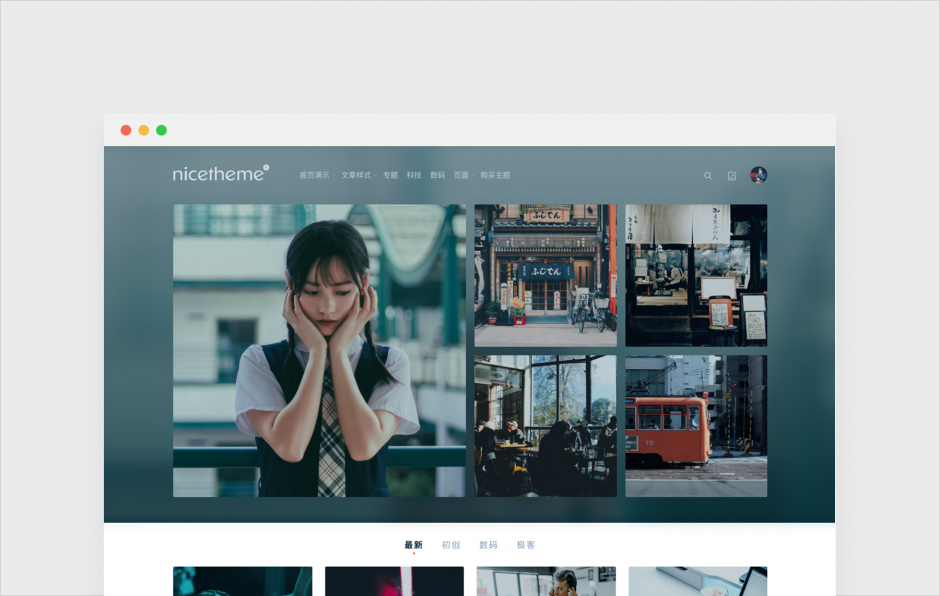 nicetheme
首页演示 文章样式 专题 科技 数码 页面 购买主题
ふじでん
ふじでん
70
最新 初创 数码 极客